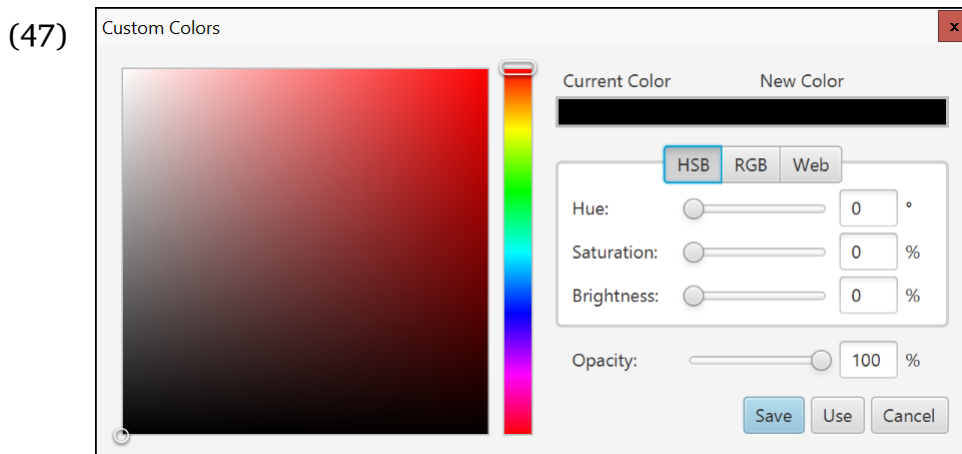 (47)
Custom Colors
x
Current Color New Color
HSB RGB Web
Hue: 0 °
Saturation: 0 %
Brightness: 0 %
Opacity: 100 %
Save Use Cancel